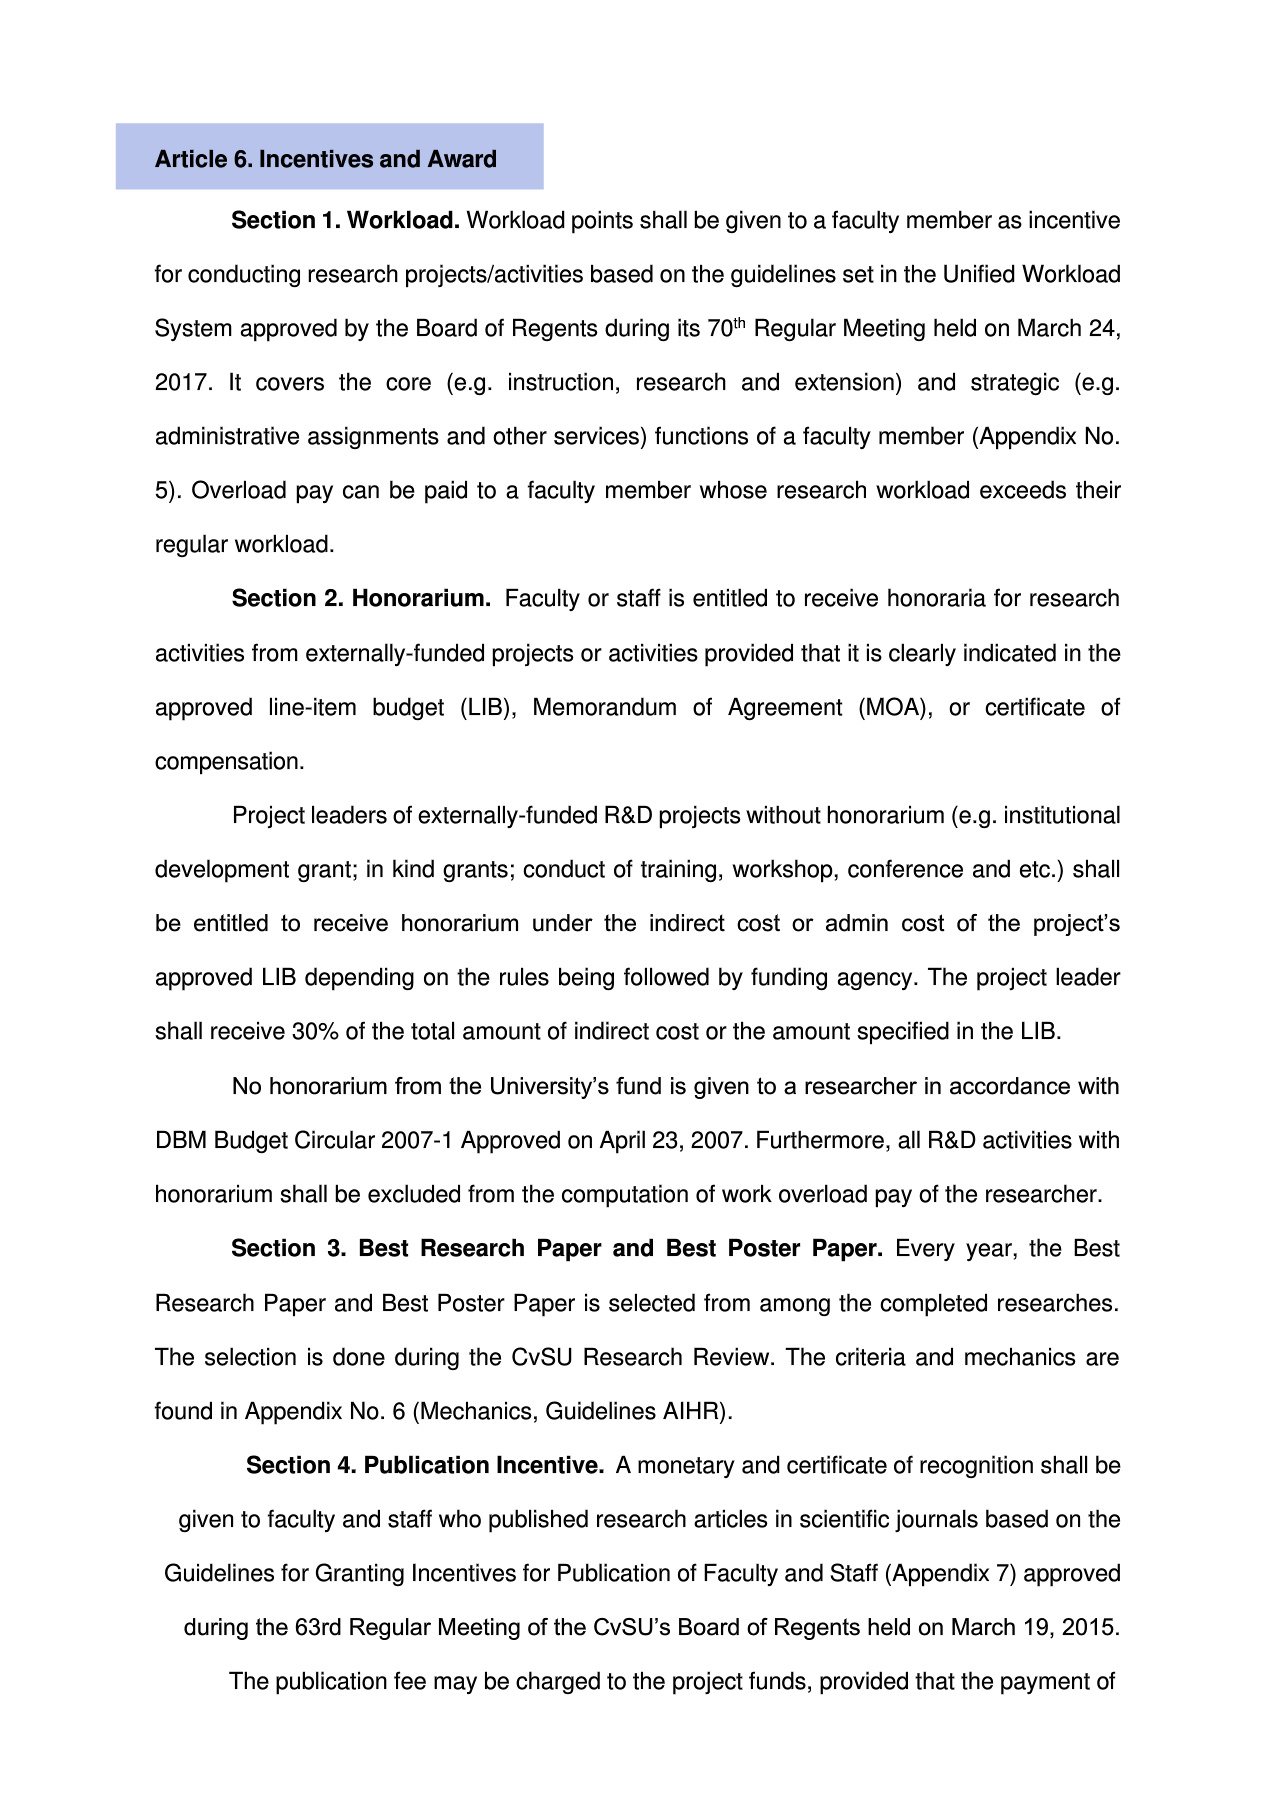 Article 6. Incentives and Award
Section 1. Workload. Workload points shall be given to a faculty member as incentive
for conducting research projects/activities based on the guidelines set in the Unified Workload
System approved by the Board of Regents during its 70th Regular Meeting held on March 24,
2017. It covers the core (e.g. instruction, research and extension) and strategic (e.g.
administrative assignments and other services) functions of a faculty member (Appendix No.
5). Overload pay can be paid to a faculty member whose research workload exceeds their
regular workload.
Section 2. Honorarium. Faculty or staff is entitled to receive honoraria for research
activities from externally-funded projects or activities provided that it is clearly indicated in the
approved line-item budget (LIB), Memorandum of Agreement (MOA), or certificate of
compensation.
Project leaders of externally-funded R&D projects without honorarium (e.g. institutional
development grant; in kind grants; conduct of training, workshop, conference and etc.) shall
be entitled to receive honorarium under the indirect cost or admin cost of the project’s
approved LIB depending on the rules being followed by funding agency. The project leader
shall receive 30% of the total amount of indirect cost or the amount specified in the LIB.
No honorarium from the University’s fund is given to a researcher in accordance with
DBM Budget Circular 2007-1 Approved on April 23, 2007. Furthermore, all R&D activities with
honorarium shall be excluded from the computation of work overload pay of the researcher.
Section 3. Best Research Paper and Best Poster Paper. Every year, the Best
Research Paper and Best Poster Paper is selected from among the completed researches.
The selection is done during the CvSU Research Review. The criteria and mechanics are
found in Appendix No. 6 (Mechanics, Guidelines AIHR).
Section 4. Publication Incentive. A monetary and certificate of recognition shall be
given to faculty and staff who published research articles in scientific journals based on the
Guidelines for Granting Incentives for Publication of Faculty and Staff (Appendix 7) approved
during the 63rd Regular Meeting of the CvSU’s Board of Regents held on March 19, 2015.
The publication fee may be charged to the project funds, provided that the payment of